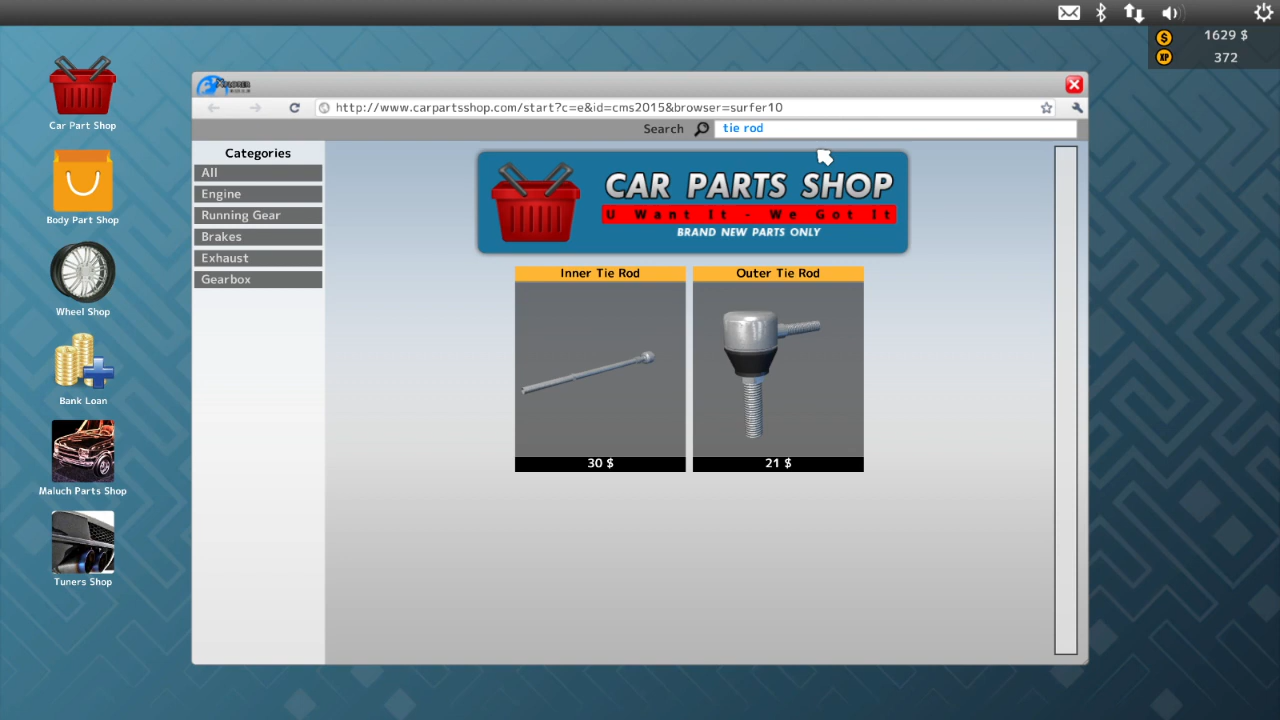 1629 $
372
Car Part Shop
Body Part Shop
Wheel Shop
Bank Loan
Maluch Parts Shop
Tuners Shop
http://www.carpartsshop.com/start?c=e&id=cms2015&browser=surfer10
Search tie rod
Categories
All
Engine
Running Gear
Brakes
Exhaust
Gearbox
CAR PARTS SHOP
U Want It - We Got It
BRAND NEW PARTS ONLY
Inner Tie Rod
30 $
Outer Tie Rod
21 $